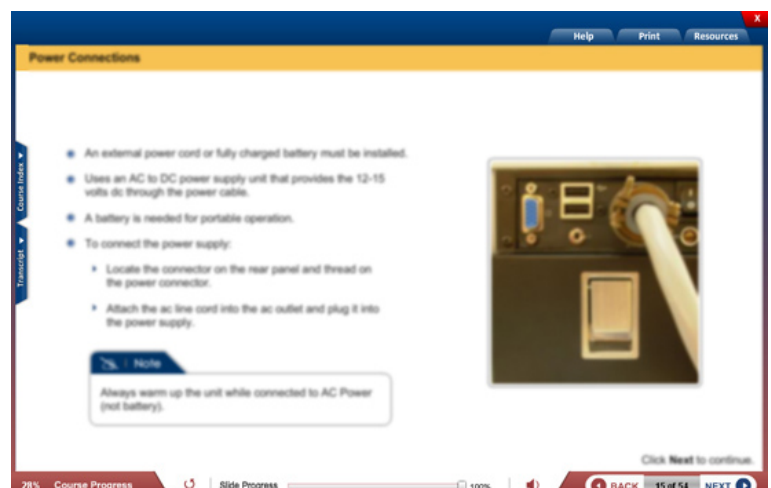 X
Help Print Resources
Power Connections
An external power cord or fully charged battery must be installed.
Uses an AC to DC power supply unit that provides the 12-15
volts dc through the power cable.
Course Index
A battery is needed for portable operation.
To connect the power supply:
Transcript
Locate the connector on the rear panel and thread on
the power connector.
Attach the ac line cord into the ac outlet and plug it into
the power supply.
Note
Always warm up the unit while connected to AC Power
(not battery).
Click Next to continue.
28% Course Progress Slide Progress 100% BACK 15 of 54 NEXT